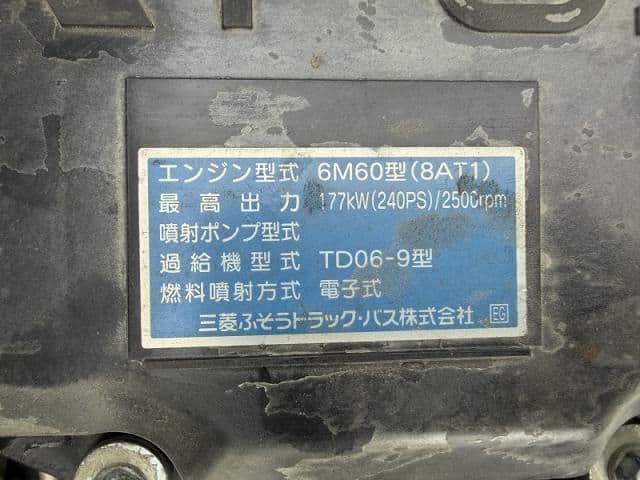 エンジン型式 6M60型(8AT1)
最高出力 177kW(240PS)/2500rpm
噴射ポンプ型式
過給機型式 TD06-9型
燃料噴射方式 電子式
三菱ふそうトラック・バス株式会社 EG